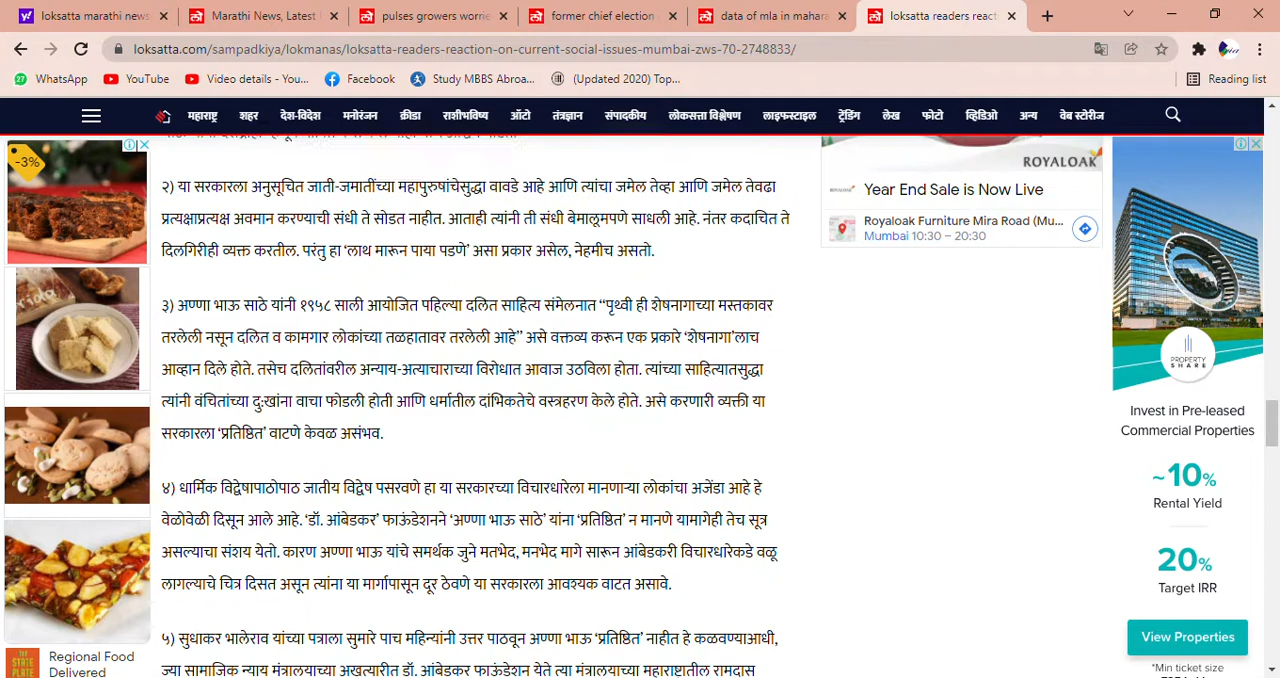 loksatta marathi news
Marathi News, Latest
pulses growers worrie
former chief election
data of mla in mahara
loksatta readers react
loksatta.com/sampadkiya/lokmanas/loksatta-readers-reaction-on-current-social-issues-mumbai-zws-70-2748833/
27 WhatsApp
YouTube
Video details - You...
Facebook
Study MBBS Abroa...
(Updated 2020) Top...
Reading list
महाराष्ट्र शहर देश-विदेश मनोरंजन क्रीडा राशीभविष्य ऑटो तंत्रज्ञान संपादकीय लोकसत्ता विश्लेषण लाइफस्टाइल ट्रेंडिंग लेख फोटो व्हिडिओ अन्य वेब स्टोरीज
-3%
२) या सरकारला अनुसूचित जाती-जमातींच्या महापुरुषांचेसुद्धा वावडे आहे आणि त्यांचा जमेल तेव्हा आणि जमेल तेवढा
प्रत्यक्षाप्रत्यक्ष अवमान करण्याची संधी ते सोडत नाहीत. आताही त्यांनी ती संधी बेमालूमपणे साधली आहे. नंतर कदाचित ते
दिलगिरीही व्यक्त करतील. परंतु हा ‘लाथ मारून पाया पडणे’ असा प्रकार असेल, नेहमीच असतो.
३) अण्णा भाऊ साठे यांनी १९५८ साली आयोजित पहिल्या दलित साहित्य संमेलनात “पृथ्वी ही शेषनागाच्या मस्तकावर
तरलेली नसून दलित व कामगार लोकांच्या तळहातावर तरलेली आहे” असे वक्तव्य करून एक प्रकारे ‘शेषनागा’लाच
आव्हान दिले होते. तसेच दलितांवरील अन्याय-अत्याचाराच्या विरोधात आवाज उठविला होता. त्यांच्या साहित्यातसुद्धा
त्यांनी वंचितांच्या दु:खांना वाचा फोडली होती आणि धर्मातील दांभिकतेचे वस्त्रहरण केले होते. असे करणारी व्यक्ती या
सरकारला ‘प्रतिष्ठित’ वाटणे केवळ असंभव.
४) धार्मिक विद्वेषापाठोपाठ जातीय विद्वेष पसरवणे हा या सरकारच्या विचारधारेला मानणाऱ्या लोकांचा अजेंडा आहे हे
वेळोवेळी दिसून आले आहे. ‘डॉ. आंबेडकर’ फाऊंडेशनने ‘अण्णा भाऊ साठे’ यांना ‘प्रतिष्ठित’ न मानणे यामागेही तेच सूत्र
असल्याचा संशय येतो. कारण अण्णा भाऊ यांचे समर्थक जुने मतभेद, मनभेद मागे सारून आंबेडकरी विचारधारेकडे वळू
लागल्याचे चित्र दिसत असून त्यांना या मार्गापासून दूर ठेवणे या सरकारला आवश्यक वाटत असावे.
५) सुधाकर भालेराव यांच्या पत्राला सुमारे पाच महिन्यांनी उत्तर पाठवून अण्णा भाऊ ‘प्रतिष्ठित’ नाहीत हे कळवण्याआधी,
ज्या सामाजिक न्याय मंत्रालयाच्या अखत्यारीत डॉ. आंबेडकर फाऊंडेशन येते त्या मंत्रालयाच्या महाराष्ट्रातील रामदास
Regional Food
Delivered
ROYALOAK
Year End Sale is Now Live
Royaloak Furniture Mira Road (Mu...
Mumbai 10:30 – 20:30
PROPERTY
SHARE
Invest in Pre-leased
Commercial Properties
~10%
Rental Yield
20%
Target IRR
View Properties
*Min ticket size